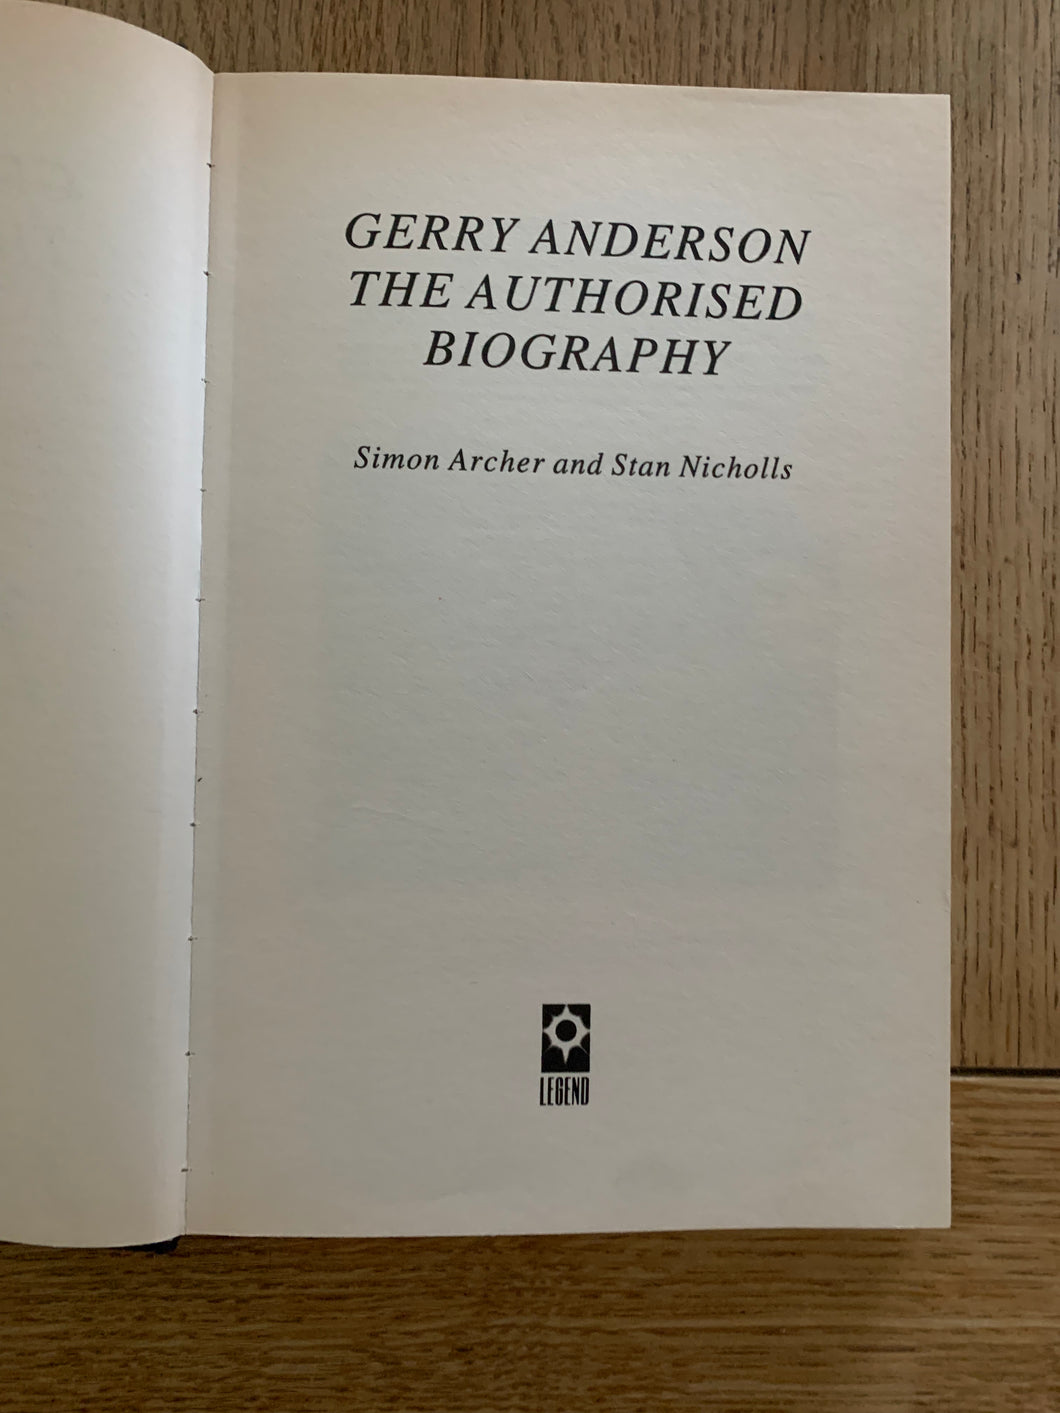 GERRY ANDERSON
THE AUTHORISED
BIOGRAPHY
Simon Archer and Stan Nicholls
LEGEND